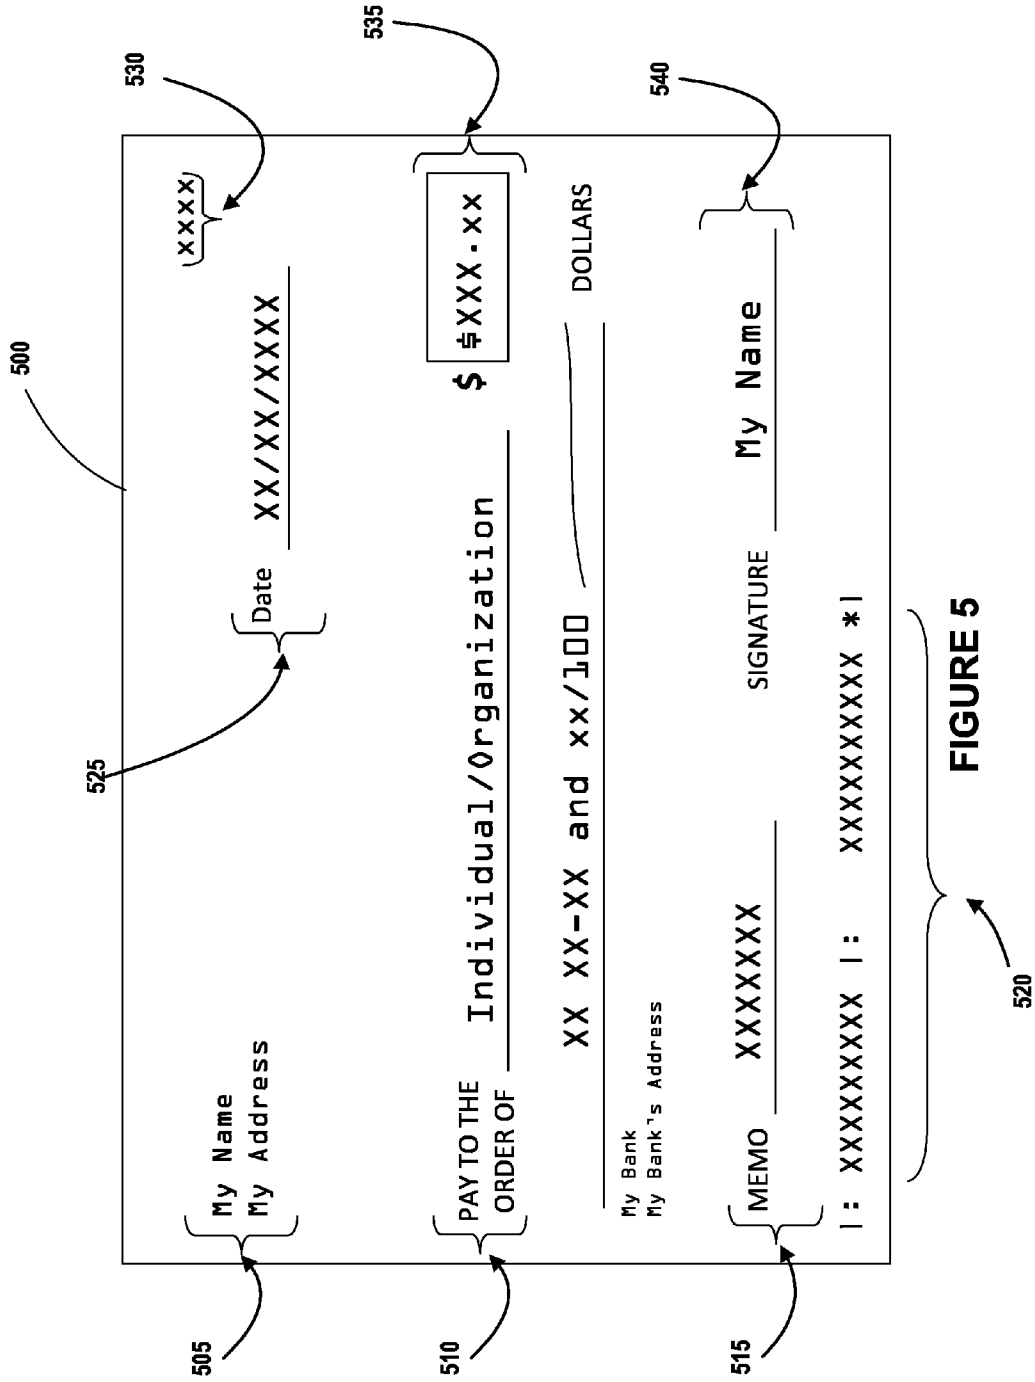 500
530
XXXX
535
525
Date XX/XX/XXXX
505
My Name
My Address
510
PAY TO THE
ORDER OF Individual/Organization $ $XXX.xx
XX XX-XX and xx/100 DOLLARS
My Bank
My Bank's Address
540
515
MEMO XXXXXXX SIGNATURE My Name
|: XXXXXXXXX |: XXXXXXXXXX *|
520
FIGURE 5